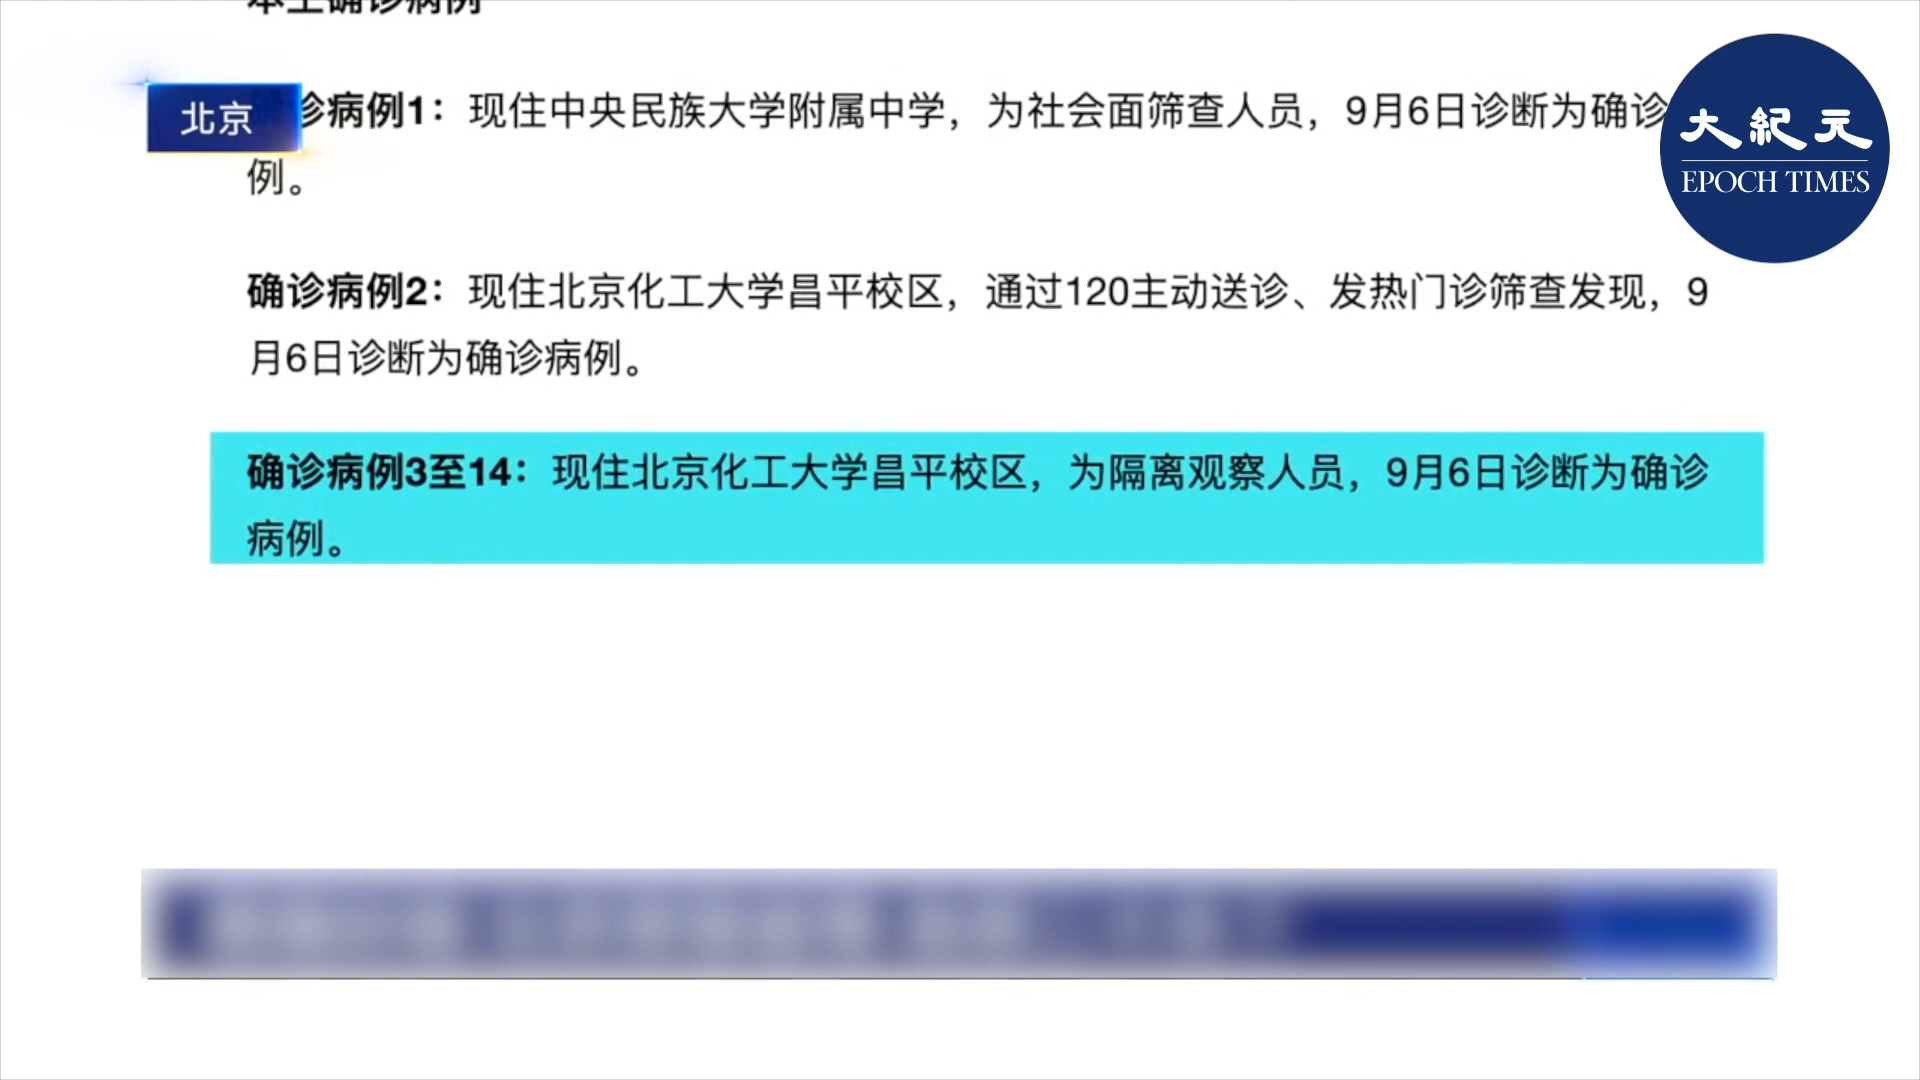 本土确诊病例
北京
诊病例1：现住中央民族大学附属中学，为社会面筛查人员，9月6日诊断为确诊
例。
大紀元
EPOCH TIMES
确诊病例2：现住北京化工大学昌平校区，通过120主动送诊、发热门诊筛查发现，9
月6日诊断为确诊病例。
确诊病例3至14：现住北京化工大学昌平校区，为隔离观察人员，9月6日诊断为确诊
病例。